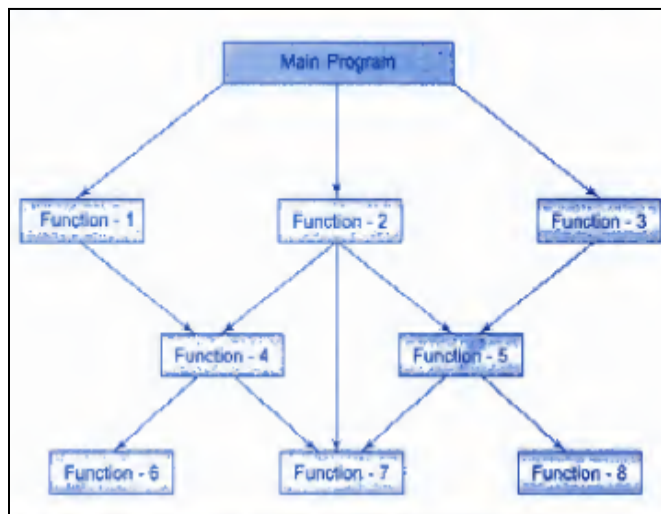 Main Program
Function - 1
Function - 2
Function - 3
Function - 4
Function - 5
Function - 6
Function - 7
Function - 8